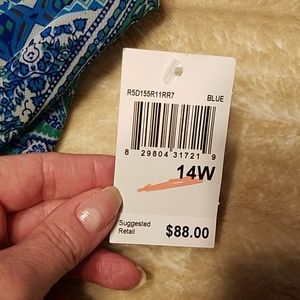 R5D155R11RR7 BLUE
8 29804 31721 9
14W
Suggested
Retail $88.00